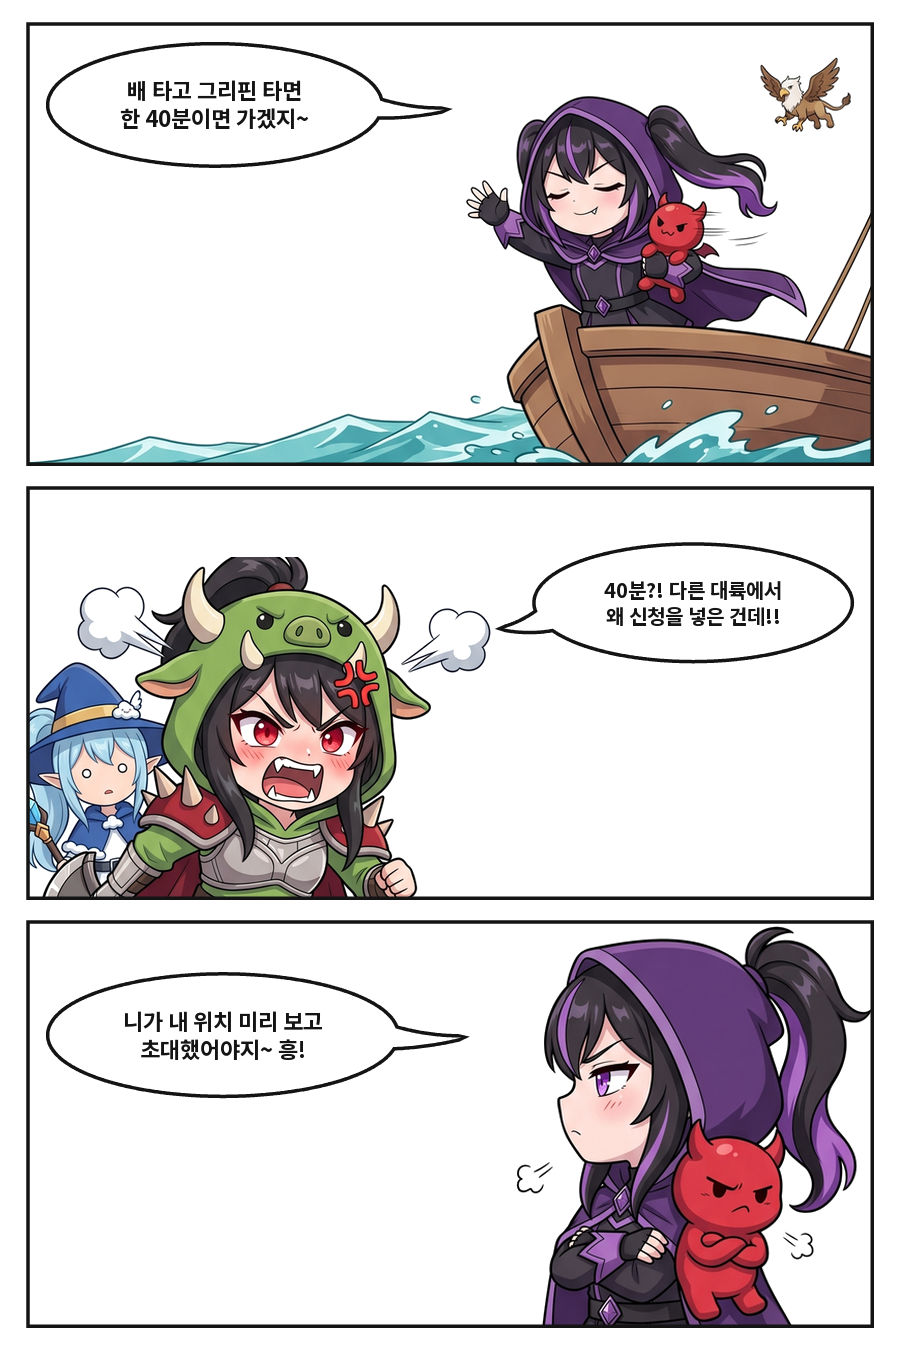 배 타고 그리핀 타면
한 40분이면 가겠지~
40분?! 다른 대륙에서
왜 신청을 넣은 건데!!
니가 내 위치 미리 보고
초대했어야지~ 흥!